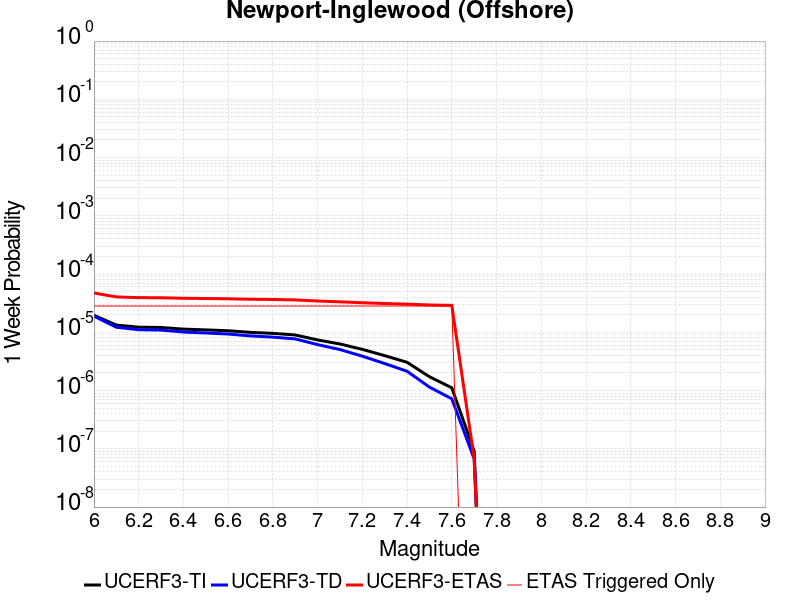 Newport-Inglewood (Offshore)
10^0
10^-1
10^-2
10^-3
10^-4
10^-5
10^-6
10^-7
10^-8
1 Week Probability
6 6.2 6.4 6.6 6.8 7 7.2 7.4 7.6 7.8 8 8.2 8.4 8.6 8.8 9
Magnitude
UCERF3-TI UCERF3-TD UCERF3-ETAS ETAS Triggered Only